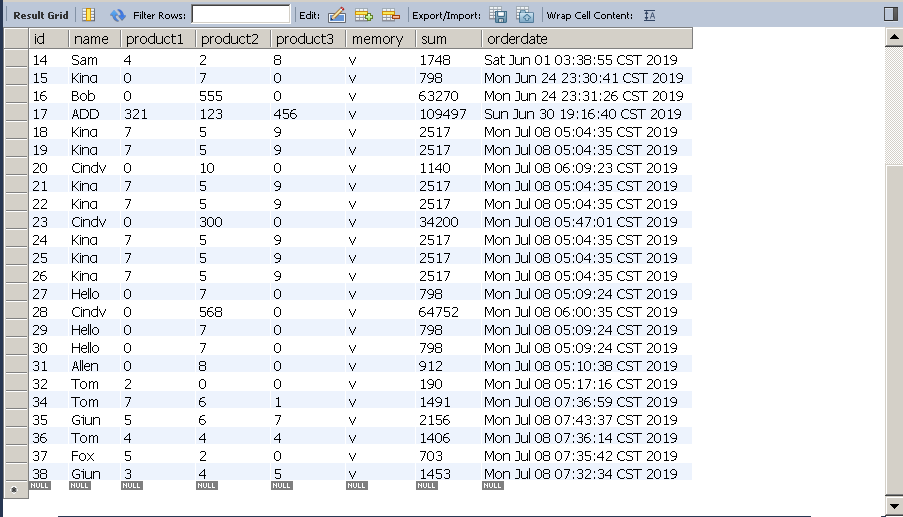 Result Grid Filter Rows: Edit: Export/Import: Wrap Cell Content: IA
id name product1 product2 product3 memory sum orderdate
14 Sam 4 2 8 v 1748 Sat Jun 01 03:38:55 CST 2019
15 Kina 0 7 0 v 798 Mon Jun 24 23:30:41 CST 2019
16 Bob 0 555 0 v 63270 Mon Jun 24 23:31:26 CST 2019
17 ADD 321 123 456 v 109497 Sun Jun 30 19:16:40 CST 2019
18 Kina 7 5 9 v 2517 Mon Jul 08 05:04:35 CST 2019
19 Kina 7 5 9 v 2517 Mon Jul 08 05:04:35 CST 2019
20 Cindv 0 10 0 v 1140 Mon Jul 08 06:09:23 CST 2019
21 Kina 7 5 9 v 2517 Mon Jul 08 05:04:35 CST 2019
22 Kina 7 5 9 v 2517 Mon Jul 08 05:04:35 CST 2019
23 Cindv 0 300 0 v 34200 Mon Jul 08 05:47:01 CST 2019
24 Kina 7 5 9 v 2517 Mon Jul 08 05:04:35 CST 2019
25 Kina 7 5 9 v 2517 Mon Jul 08 05:04:35 CST 2019
26 Kina 7 5 9 v 2517 Mon Jul 08 05:04:35 CST 2019
27 Hello 0 7 0 v 798 Mon Jul 08 05:09:24 CST 2019
28 Cindv 0 568 0 v 64752 Mon Jul 08 06:00:35 CST 2019
29 Hello 0 7 0 v 798 Mon Jul 08 05:09:24 CST 2019
30 Hello 0 7 0 v 798 Mon Jul 08 05:09:24 CST 2019
31 Allen 0 8 0 v 912 Mon Jul 08 05:10:38 CST 2019
32 Tom 2 0 0 v 190 Mon Jul 08 05:17:16 CST 2019
34 Tom 7 6 1 v 1491 Mon Jul 08 07:36:59 CST 2019
35 Giun 5 6 7 v 2156 Mon Jul 08 07:43:37 CST 2019
36 Tom 4 4 4 v 1406 Mon Jul 08 07:36:14 CST 2019
37 Fox 5 2 0 v 703 Mon Jul 08 07:35:42 CST 2019
38 Giun 3 4 5 v 1453 Mon Jul 08 07:32:34 CST 2019
NULL NULL NULL NULL NULL NULL NULL NULL